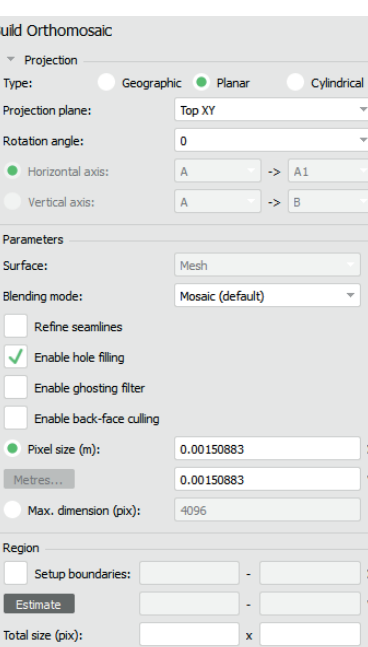 uild Orthomosaic
Projection
Type: Geographic Planar Cylindrical
Projection plane: Top XY
Rotation angle: 0
Horizontal axis: A -> A1
Vertical axis: A -> B
Parameters
Surface: Mesh
Blending mode: Mosaic (default)
Refine seamlines
Enable hole filling
Enable ghosting filter
Enable back-face culling
Pixel size (m): 0.00150883
Metres... 0.00150883
Max. dimension (pix): 4096
Region
Setup boundaries: -
Estimate -
Total size (pix): x